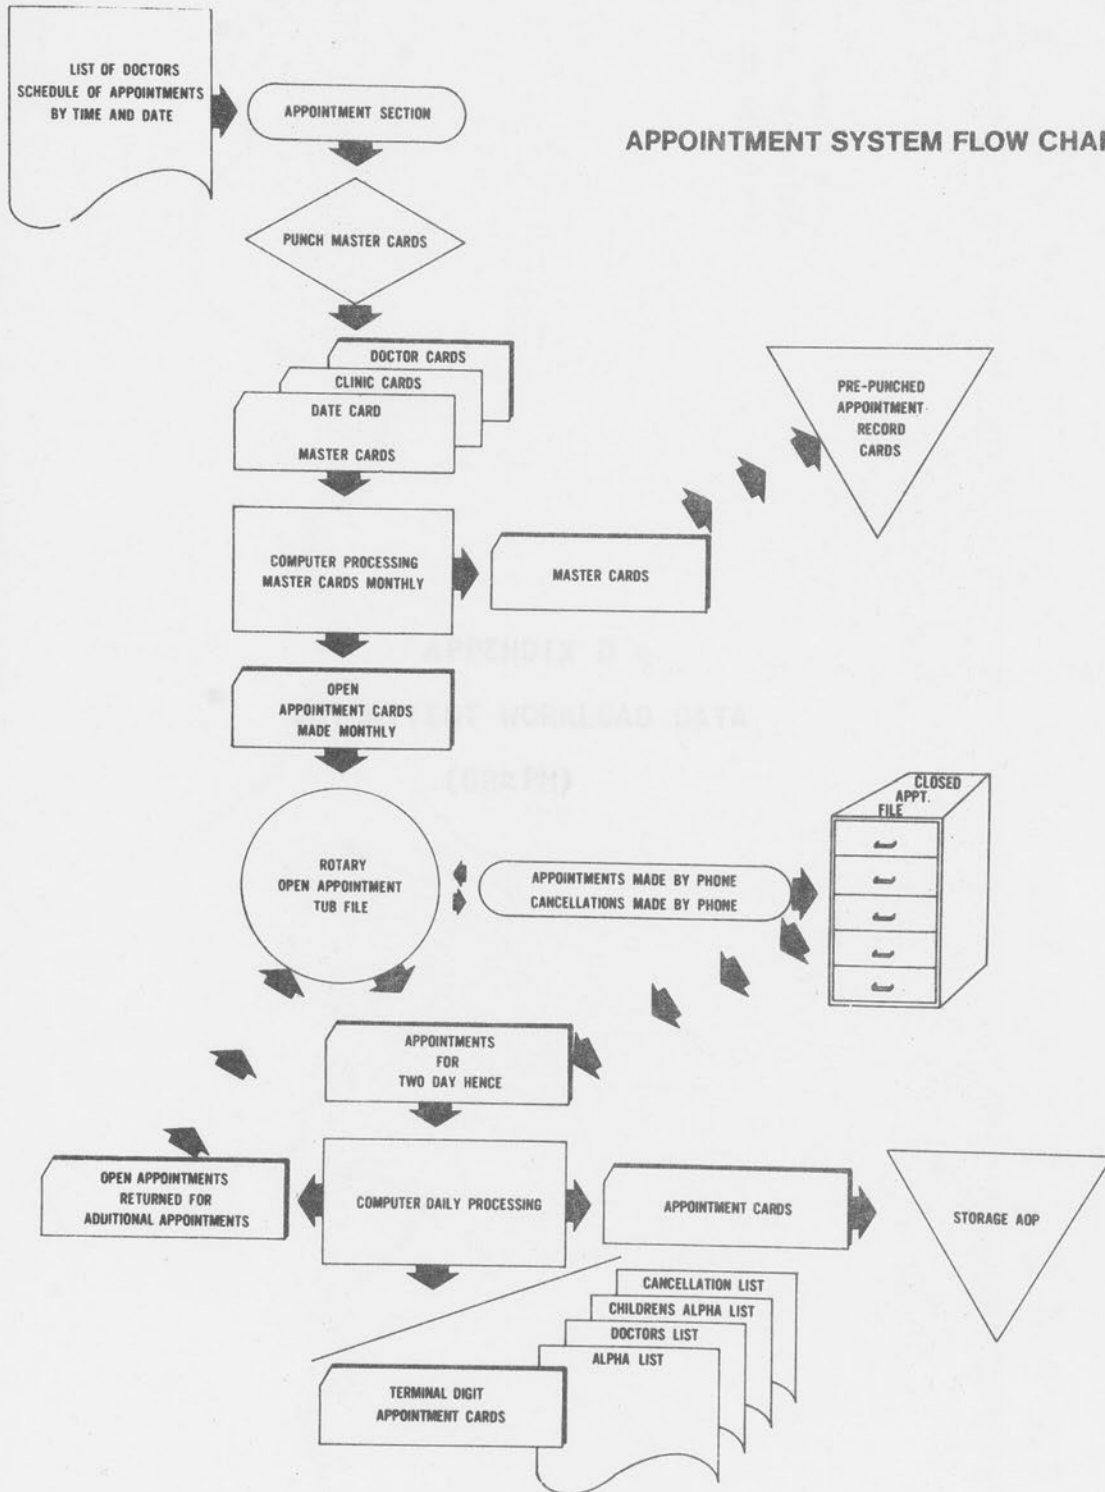 LIST OF DOCTORS
SCHEDULE OF APPOINTMENTS
BY TIME AND DATE
APPOINTMENT SECTION
APPOINTMENT SYSTEM FLOW CHA
PUNCH MASTER CARDS
DOCTOR CARDS
CLINIC CARDS
DATE CARD
MASTER CARDS
PRE-PUNCHED
APPOINTMENT
RECORD
CARDS
COMPUTER PROCESSING
MASTER CARDS MONTHLY
MASTER CARDS
APPENDIX D
WORKLOAD DATA
OPEN
APPOINTMENT CARDS
MADE MONTHLY
CLOSED
APPT.
FILE
ROTARY
OPEN APPOINTMENT
TUB FILE
APPOINTMENTS MADE BY PHONE
CANCELLATIONS MADE BY PHONE
APPOINTMENTS
FOR
TWO DAY HENCE
OPEN APPOINTMENTS
RETURNED FOR
ADUITIONAL APPOINTMENTS
COMPUTER DAILY PROCESSING
APPOINTMENT CARDS
STORAGE ADP
CANCELLATION LIST
CHILDRENS ALPHA LIST
DOCTORS LIST
ALPHA LIST
TERMINAL DIGIT
APPOINTMENT CARDS